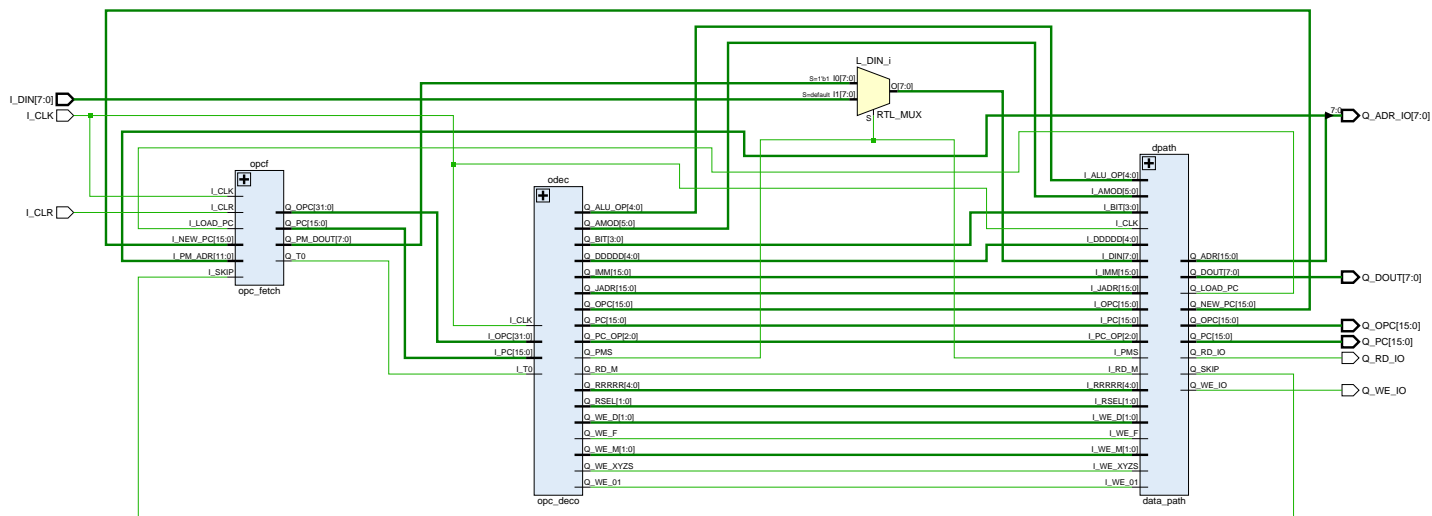 I_DIN[7:0]
I_CLK
I_CLR
opcf
I_CLK
I_CLR
I_LOAD_PC
I_NEW_PC[15:0]
I_PM_ADR[11:0]
I_SKIP
Q_OPC[31:0]
Q_PC[15:0]
Q_PM_DOUT[7:0]
Q_T0
opc_fetch
odec
I_CLK
I_OPC[31:0]
I_PC[15:0]
I_T0
Q_ALU_OP[4:0]
Q_AMOD[5:0]
Q_BIT[3:0]
Q_DDDDD[4:0]
Q_IMM[15:0]
Q_JADR[15:0]
Q_OPC[15:0]
Q_PC[15:0]
Q_PC_OP[2:0]
Q_PMS
Q_RD_M
Q_RRRRR[4:0]
Q_RSEL[1:0]
Q_WE_D[1:0]
Q_WE_F
Q_WE_M[1:0]
Q_WE_XYZS
Q_WE_01
opc_deco
L_DIN_i
S=1'b1 I0[7:0]
S=default I1[7:0]
O[7:0]
S
RTL_MUX
dpath
I_ALU_OP[4:0]
I_AMOD[5:0]
I_BIT[3:0]
I_CLK
I_DDDDD[4:0]
I_DIN[7:0]
I_IMM[15:0]
I_JADR[15:0]
I_OPC[15:0]
I_PC[15:0]
I_PC_OP[2:0]
I_PMS
I_RD_M
I_RRRRR[4:0]
I_RSEL[1:0]
I_WE_D[1:0]
I_WE_F
I_WE_M[1:0]
I_WE_XYZS
I_WE_01
Q_ADR[15:0]
Q_DOUT[7:0]
Q_LOAD_PC
Q_NEW_PC[15:0]
Q_OPC[15:0]
Q_PC[15:0]
Q_RD_IO
Q_SKIP
Q_WE_IO
data_path
7:0
Q_ADR_IO[7:0]
Q_DOUT[7:0]
Q_OPC[15:0]
Q_PC[15:0]
Q_RD_IO
Q_WE_IO